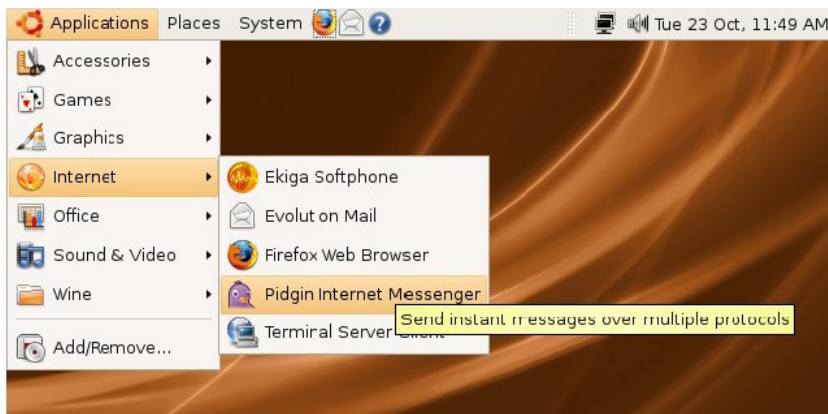 Applications Places System Tue 23 Oct, 11:49 AM
Accessories
Games
Graphics
Internet
Office
Sound & Video
Wine
Add/Remove...
Ekiga Softphone
Evolution Mail
Firefox Web Browser
Pidgin Internet Messenger
Send instant messages over multiple protocols
Terminal Server Client